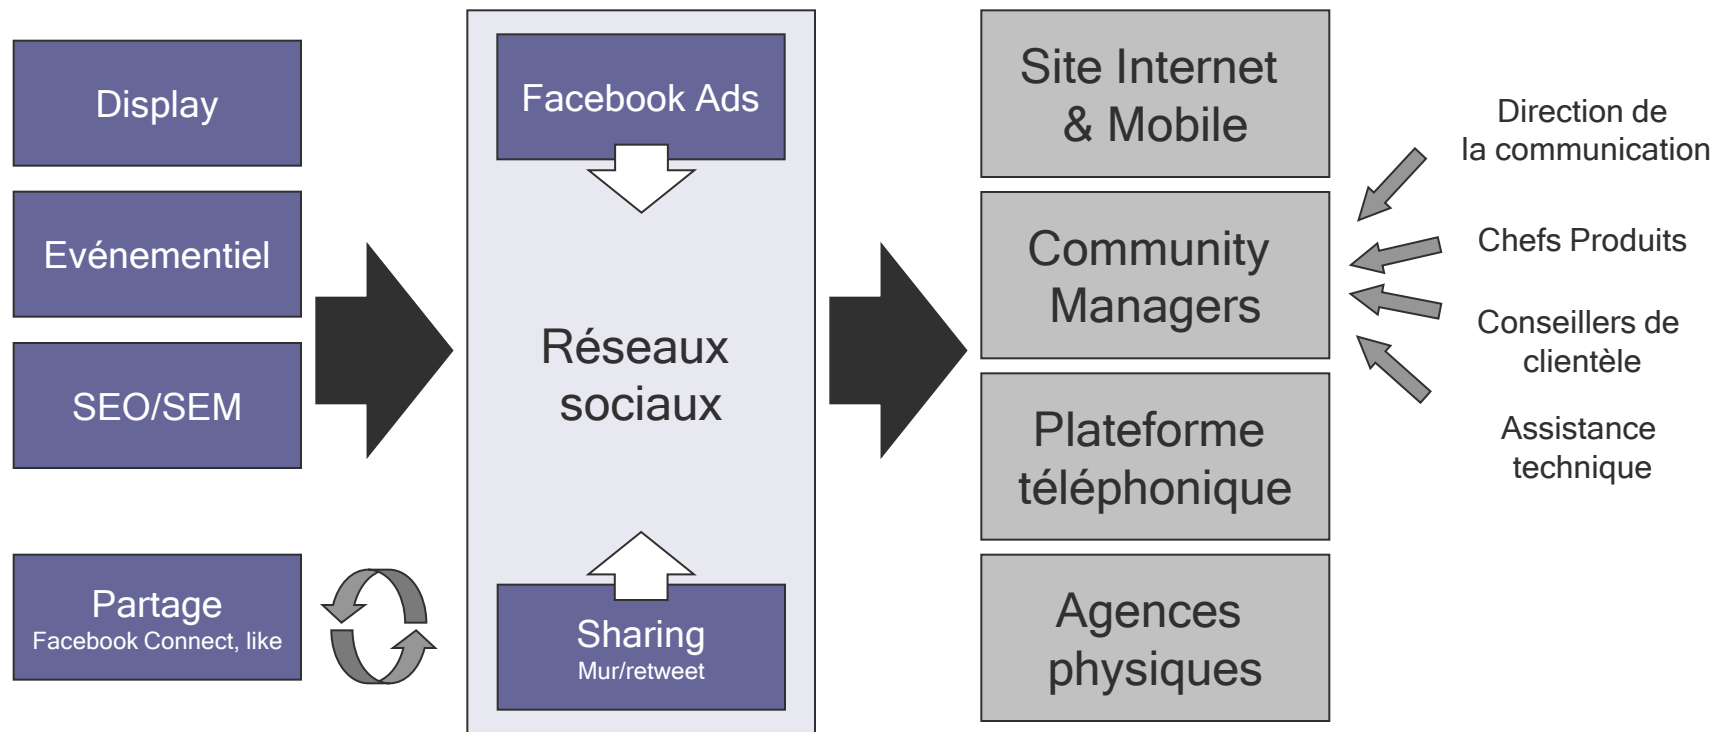 Display
Evénementiel
SEO/SEM
Partage
Facebook Connect, like
Facebook Ads
Réseaux
sociaux
Sharing
Mur/retweet
Site Internet
& Mobile
Community
Managers
Plateforme
téléphonique
Agences
physiques
Direction de
la communication
Chefs Produits
Conseillers de
clientèle
Assistance
technique